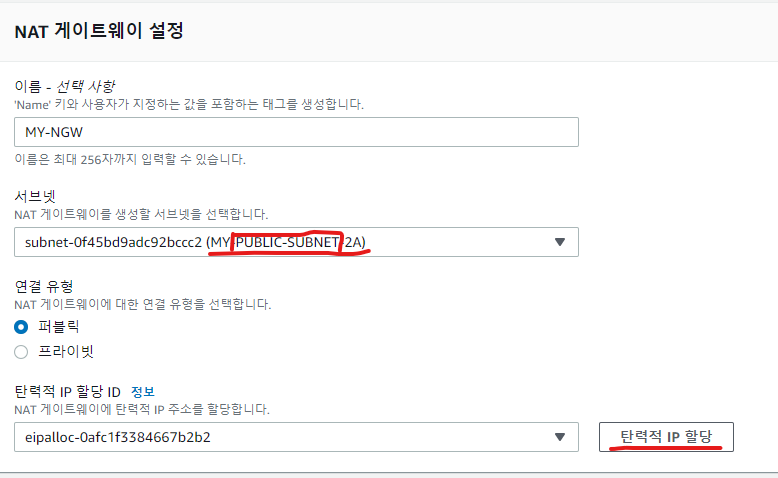 NAT 게이트웨이 설정
이름 - 선택 사항
'Name' 키와 사용자가 지정하는 값을 포함하는 태그를 생성합니다.
MY-NGW
이름은 최대 256자까지 입력할 수 있습니다.
서브넷
NAT 게이트웨이를 생성할 서브넷을 선택합니다.
subnet-0f45bd9adc92bccc2 (MY-PUBLIC-SUBNET-2A)
연결 유형
NAT 게이트웨이에 대한 연결 유형을 선택합니다.
퍼블릭
프라이빗
탄력적 IP 할당 ID 정보
NAT 게이트웨이에 탄력적 IP 주소를 할당합니다.
eipalloc-0afc1f3384667b2b2
탄력적 IP 할당